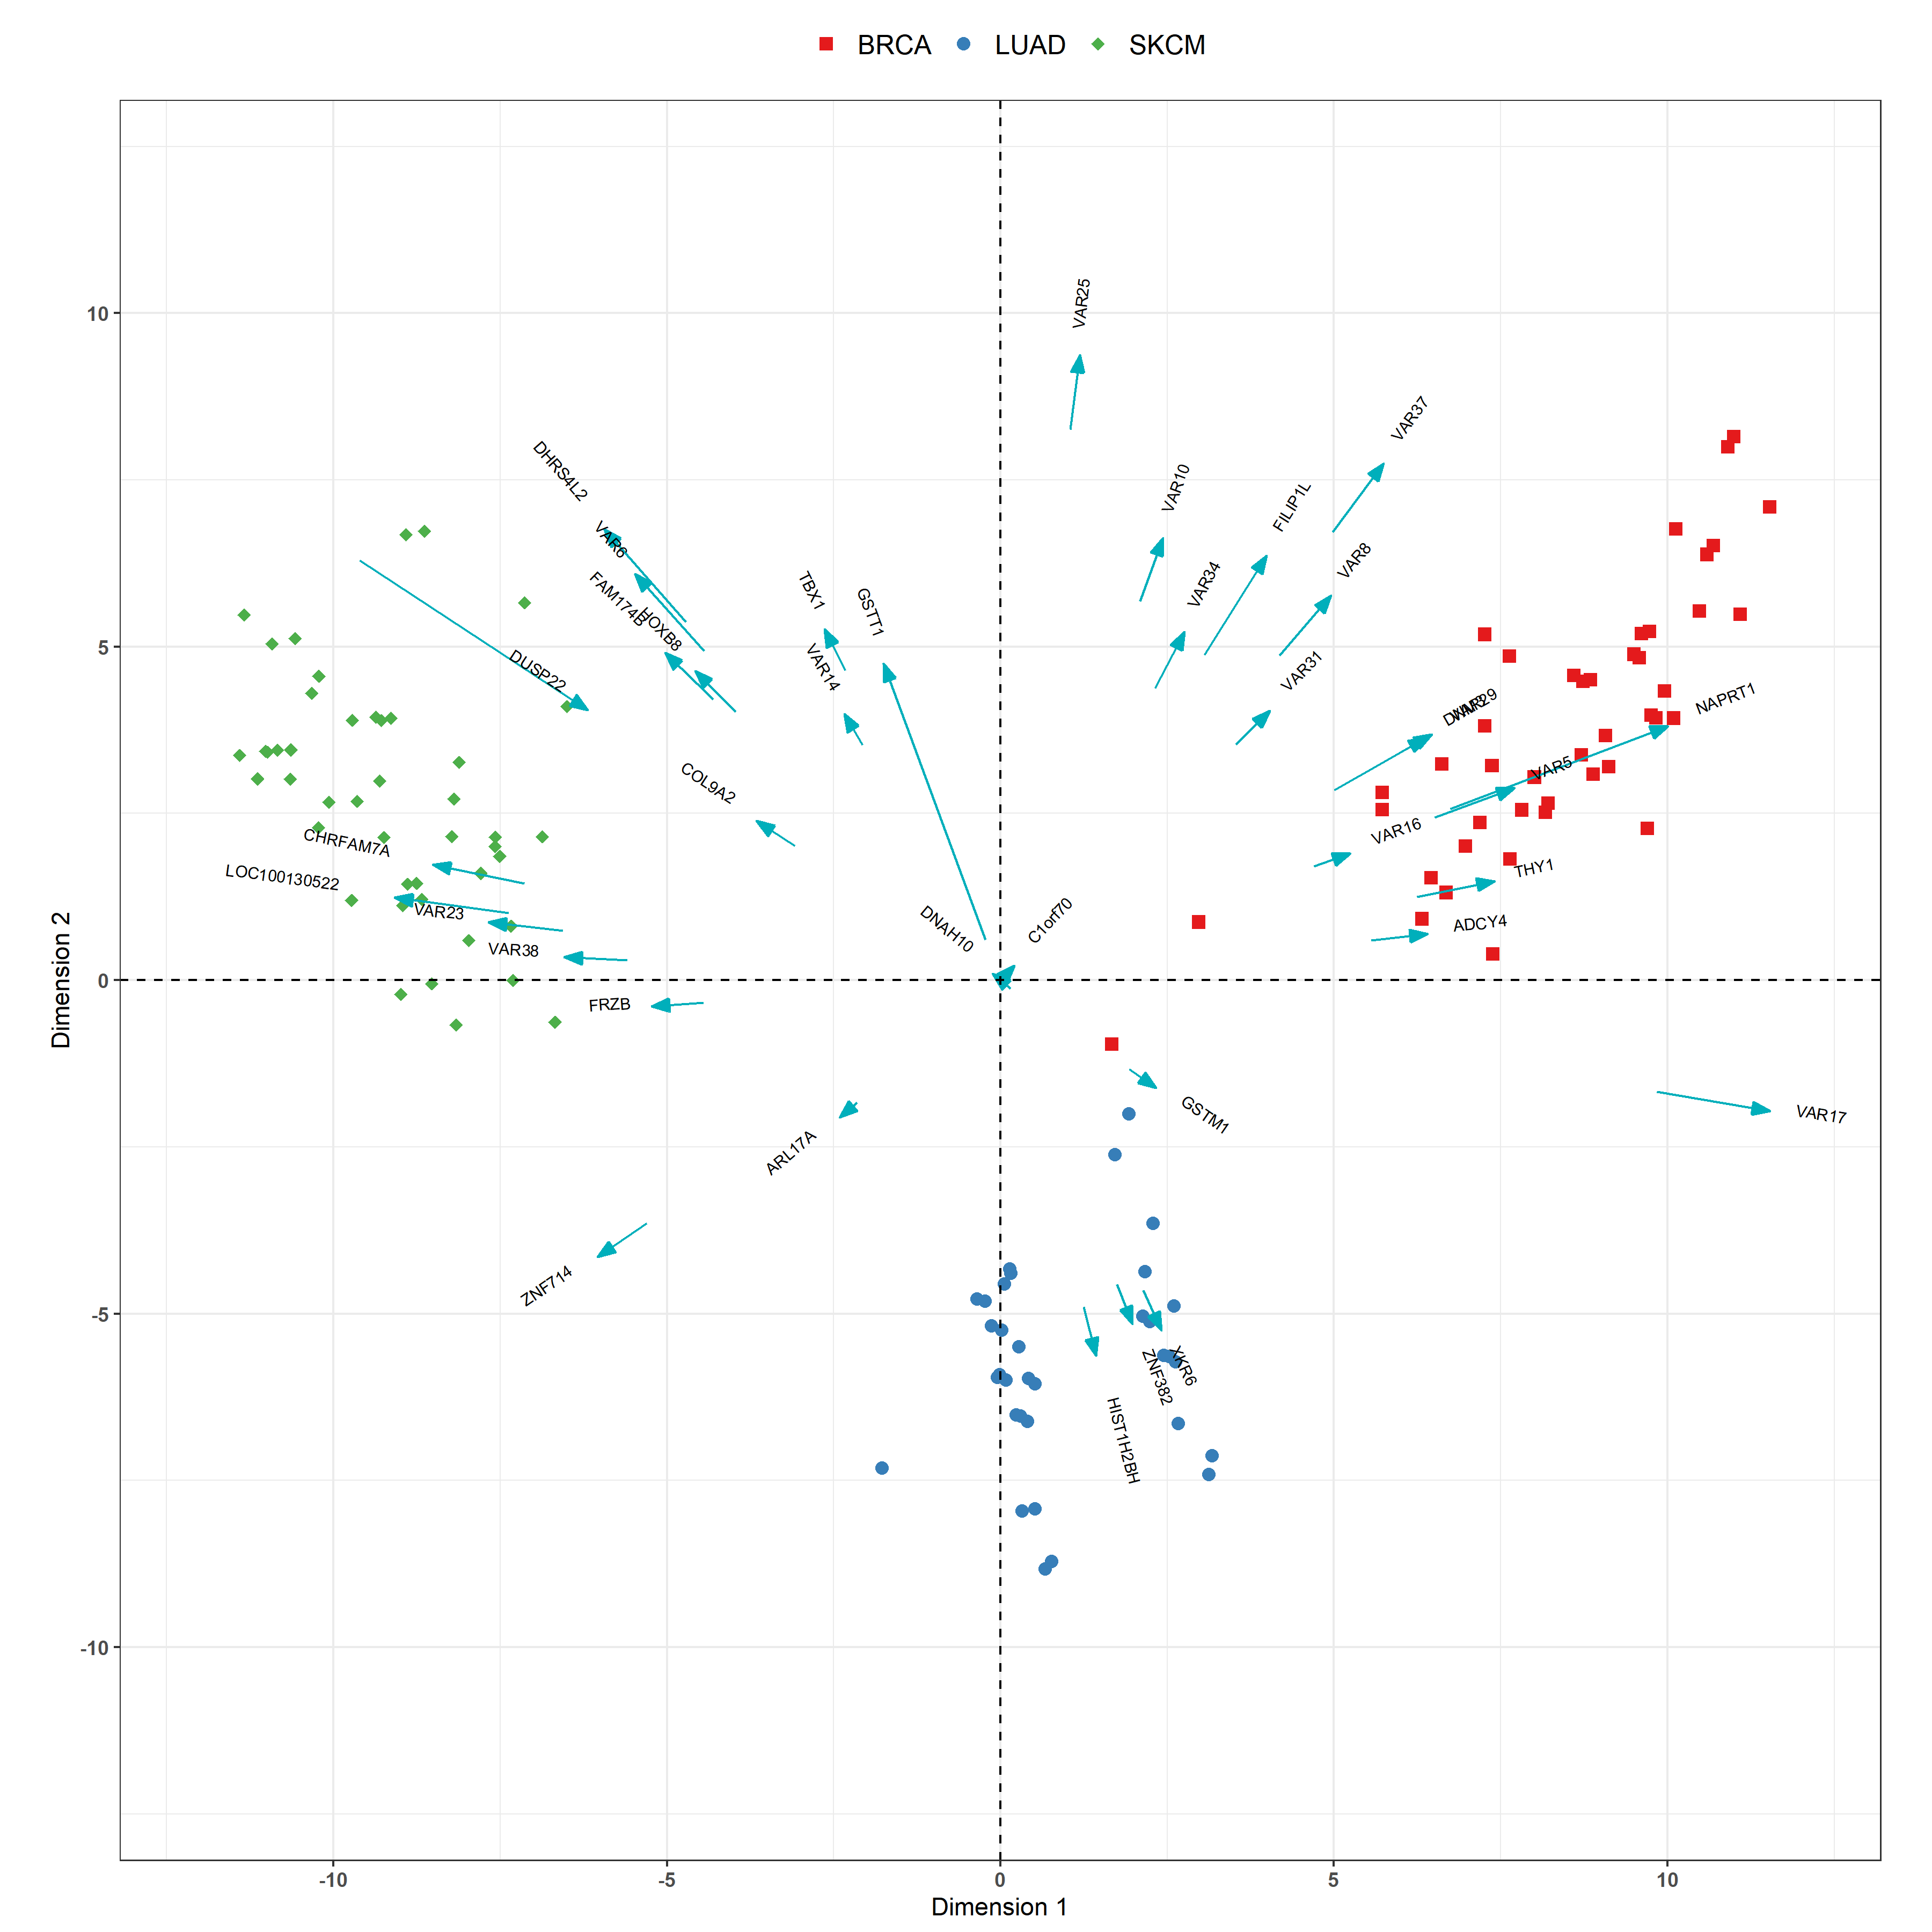 BRCA LUAD SKCM
VAR25
10
VAR37
DHRS4L2
VAR10
FILIP1L
VAR6
VAR34
VAR8
FAM174B
TBX1
GSTT1
HOXB8
5
DUSP22
VAR14
VAR31
VAR29
NAPRT1
COL9A2
VAR5
CHRFAM7A
VAR16
LOC100130522
THY1
VAR23
DNAH10
C1orf70
ADCY4
VAR38
0
FRZB
Dimension 2
GSTM1
VAR17
ARL17A
ZNF714
-5
ZNF382
XKR6
HIST1H2BH
-10
-10 -5 0 5 10
Dimension 1